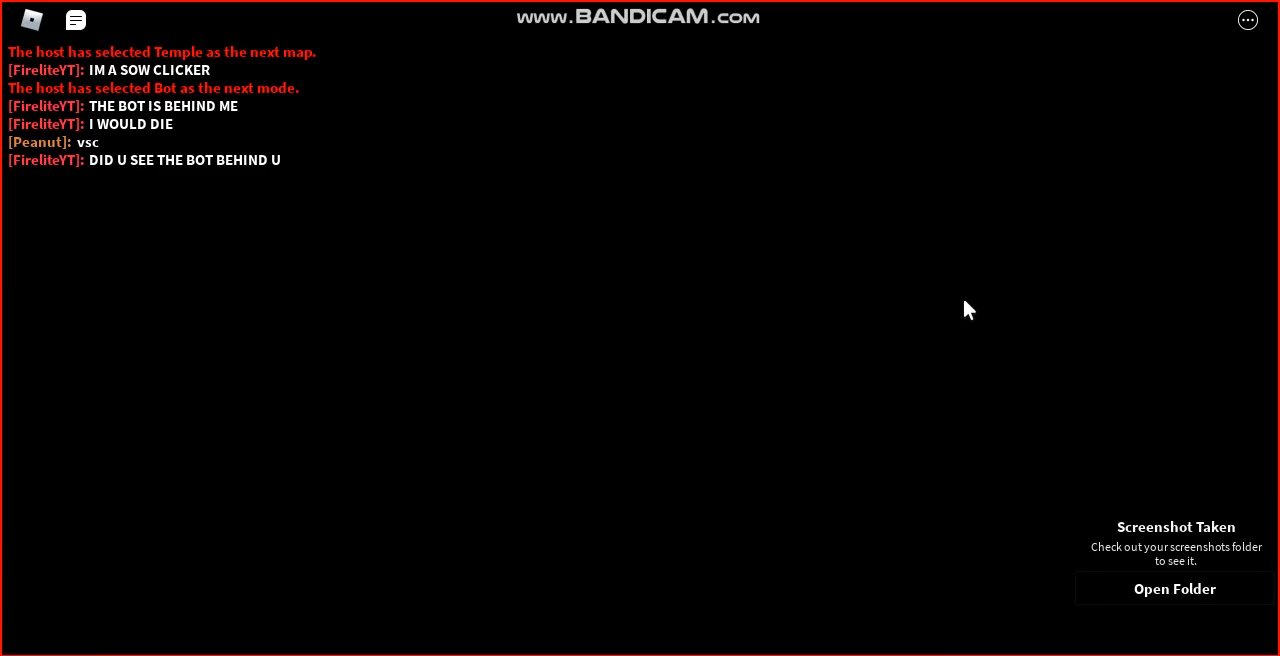 www.BANDICAM.com
The host has selected Temple as the next map.
[FireliteYT]: IM A SOW CLICKER
The host has selected Bot as the next mode.
[FireliteYT]: THE BOT IS BEHIND ME
[FireliteYT]: I WOULD DIE
[Peanut]: vsc
[FireliteYT]: DID U SEE THE BOT BEHIND U
Screenshot Taken
Check out your screenshots folder
to see it.
Open Folder